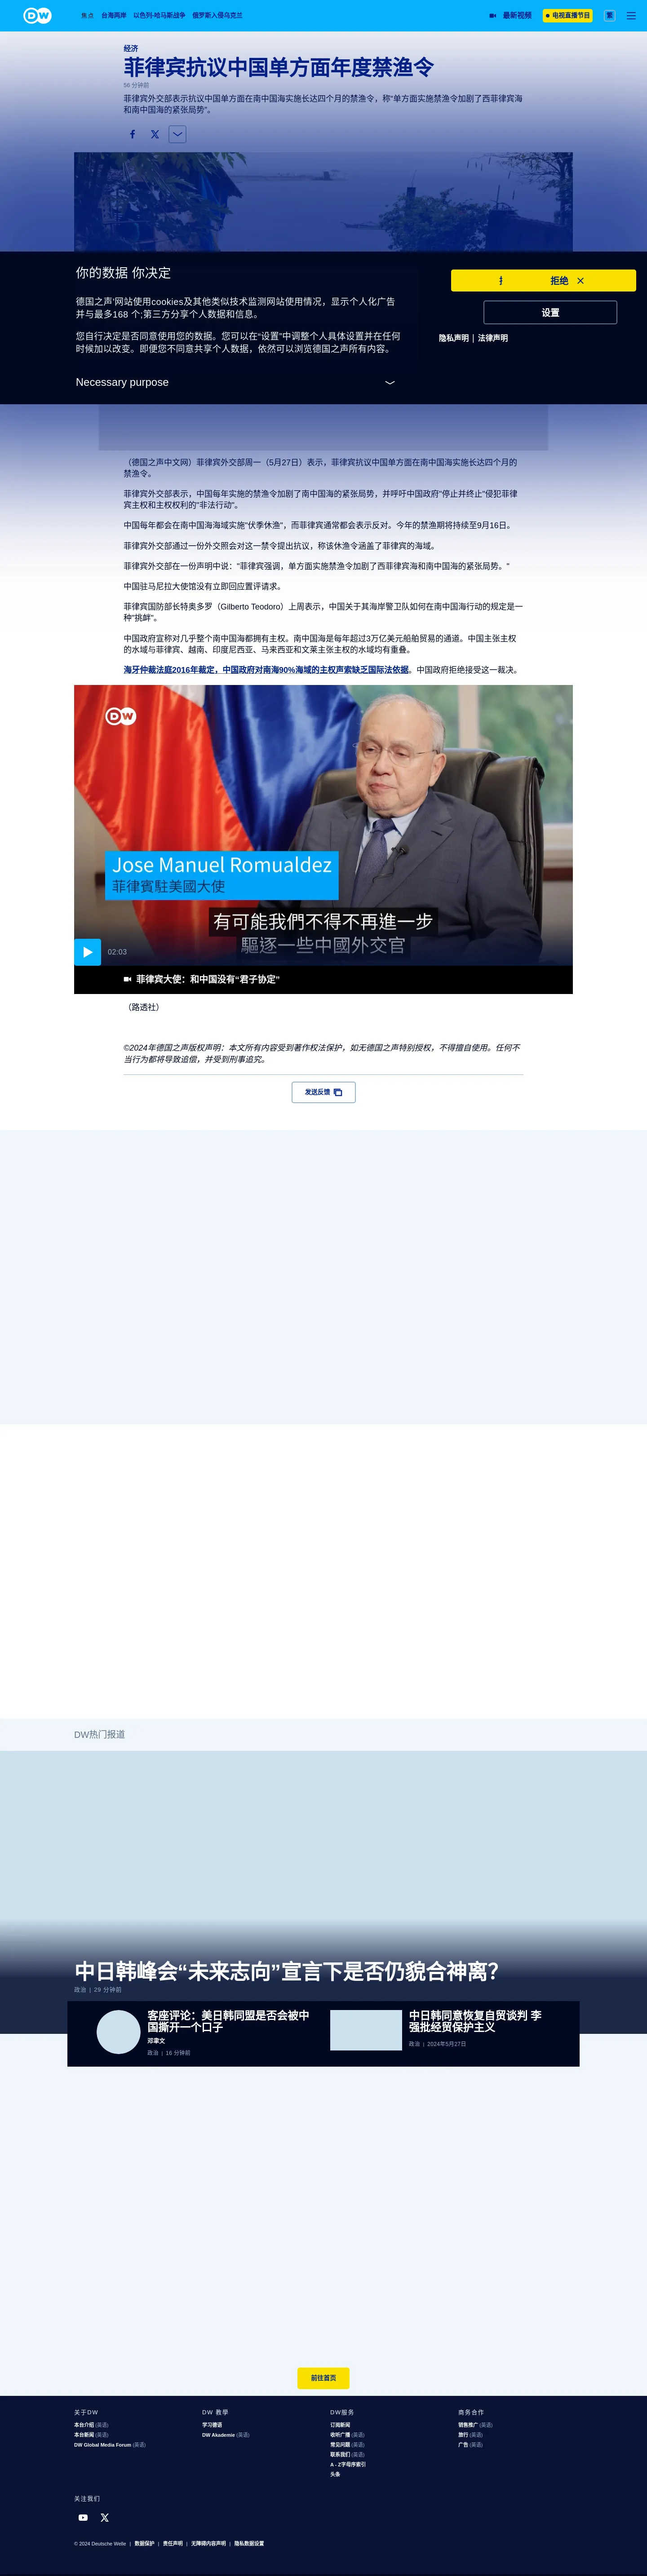 DW
焦点 台海两岸 以色列-哈马斯战争 俄罗斯入侵乌克兰 最新视频 电视直播节目 繁
经济
菲律宾抗议中国单方面年度禁渔令
56 分钟前
菲律宾外交部表示抗议中国单方面在南中国海实施长达四个月的禁渔令，称“单方面实施禁渔令加剧了西菲律宾海
和南中国海的紧张局势”。
你的数据 你决定
德国之声'网站使用cookies及其他类似技术监测网站使用情况，显示个人化广告
并与最多168 个;第三方分享个人数据和信息。
您自行决定是否同意使用您的数据。您可以在“设置”中调整个人具体设置并在任何
时候加以改变。即便您不同意共享个人数据，依然可以浏览德国之声所有内容。
Necessary purpose
拒绝
设置
隐私声明 | 法律声明
（德国之声中文网）菲律宾外交部周一（5月27日）表示，菲律宾抗议中国单方面在南中国海实施长达四个月的
禁渔令。
菲律宾外交部表示，中国每年实施的禁渔令加剧了南中国海的紧张局势，并呼吁中国政府"停止并终止"侵犯菲律
宾主权和主权权利的"非法行动"。
中国每年都会在南中国海海域实施"伏季休渔"，而菲律宾通常都会表示反对。今年的禁渔期将持续至9月16日。
菲律宾外交部通过一份外交照会对这一禁令提出抗议，称该休渔令涵盖了菲律宾的海域。
菲律宾外交部在一份声明中说："菲律宾强调，单方面实施禁渔令加剧了西菲律宾海和南中国海的紧张局势。"
中国驻马尼拉大使馆没有立即回应置评请求。
菲律宾国防部长特奥多罗（Gilberto Teodoro）上周表示，中国关于其海岸警卫队如何在南中国海行动的规定是一
种"挑衅"。
中国政府宣称对几乎整个南中国海都拥有主权。南中国海是每年超过3万亿美元船舶贸易的通道。中国主张主权
的水域与菲律宾、越南、印度尼西亚、马来西亚和文莱主张主权的水域均有重叠。
海牙仲裁法庭2016年裁定，中国政府对南海90%海域的主权声索缺乏国际法依据。中国政府拒绝接受这一裁决。
DW
Jose Manuel Romualdez
菲律賓駐美國大使
有可能我們不得不再進一步
驅逐一些中國外交官
02:03
菲律宾大使：和中国没有“君子协定”
（路透社）
©2024年德国之声版权声明：本文所有内容受到著作权法保护，如无德国之声特别授权，不得擅自使用。任何不
当行为都将导致追偿，并受到刑事追究。
发送反馈
DW热门报道
中日韩峰会“未来志向”宣言下是否仍貌合神离？
政治 | 29 分钟前
客座评论：美日韩同盟是否会被中
国撕开一个口子
邓聿文
政治 | 16 分钟前
中日韩同意恢复自贸谈判 李
强批经贸保护主义
政治 | 2024年5月27日
前往首页
关于DW
本台介绍 (英语)
本台新闻 (英语)
DW Global Media Forum (英语)
DW 教學
学习德语
DW Akademie (英语)
DW服务
订阅新闻
收听广播 (英语)
常见问题 (英语)
联系我们 (英语)
A - Z字母序索引
头条
商务合作
销售推广 (英语)
旅行 (英语)
广告 (英语)
关注我们
© 2024 Deutsche Welle | 数据保护 | 责任声明 | 无障碍内容声明 | 隐私数据设置